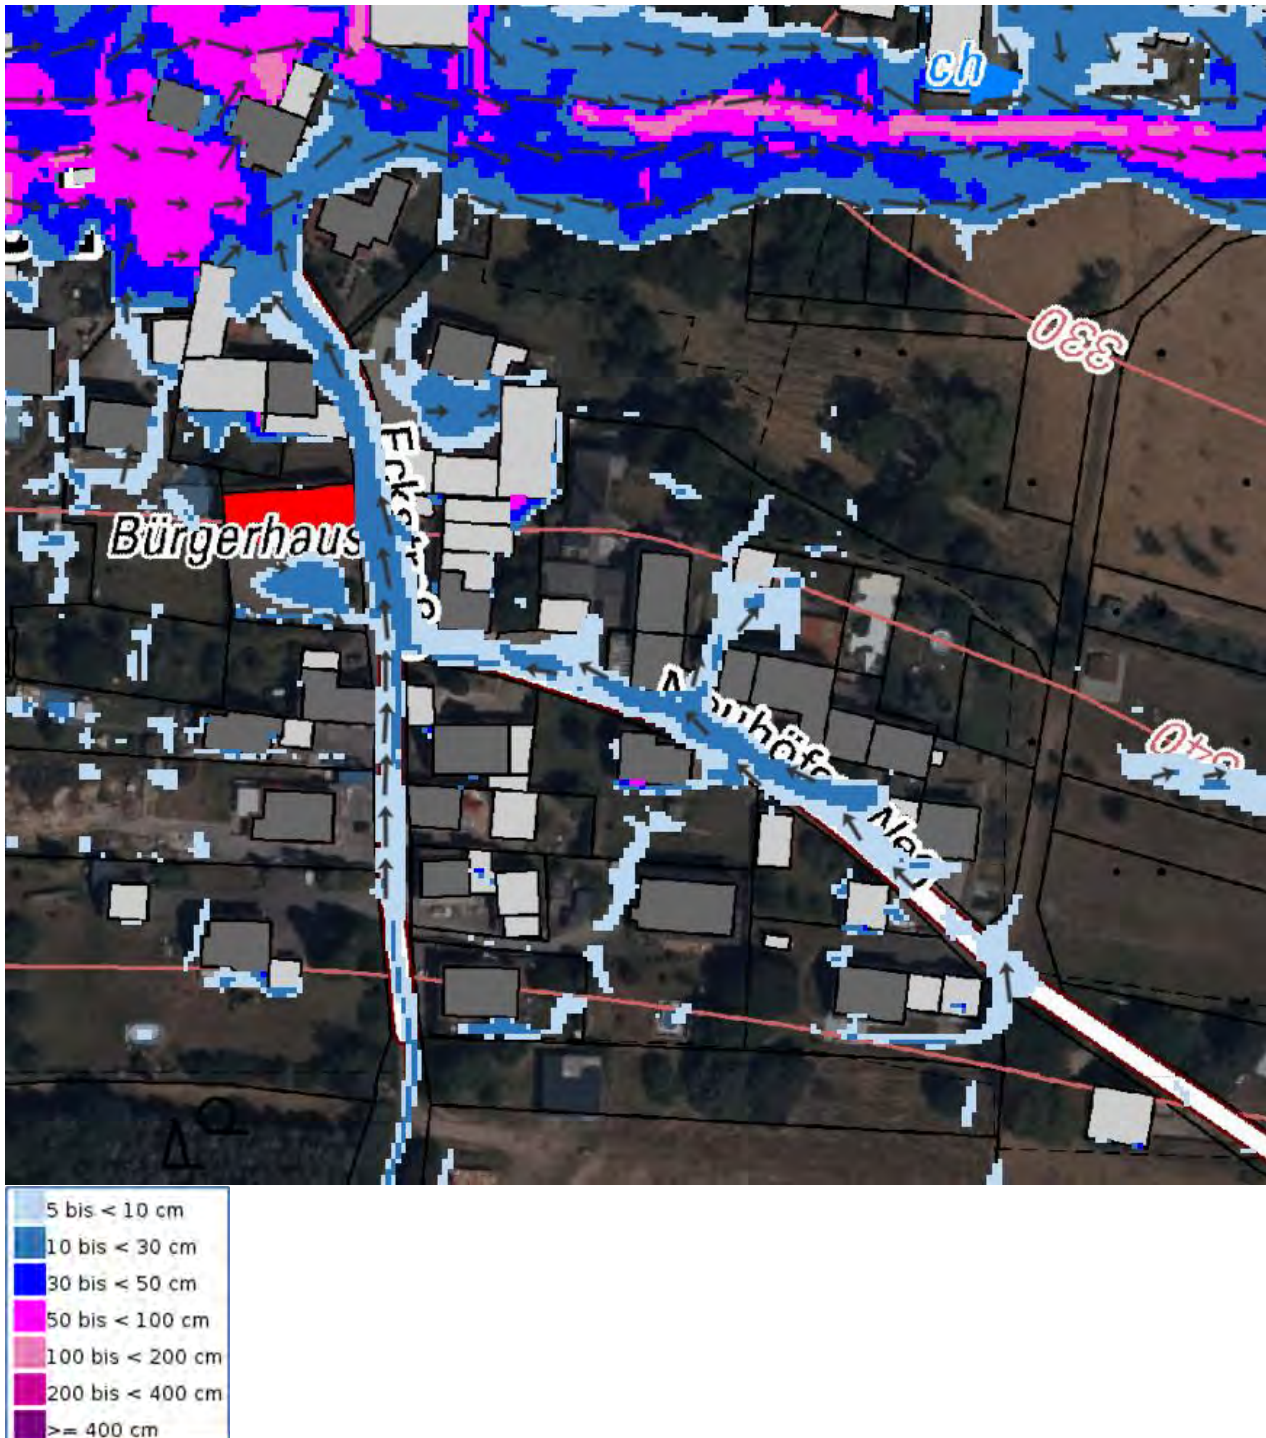 ch
330
Eckstraße
Bürgerhaus
340
5 bis < 10 cm
10 bis < 30 cm
30 bis < 50 cm
50 bis < 100 cm
100 bis < 200 cm
200 bis < 400 cm
>= 400 cm